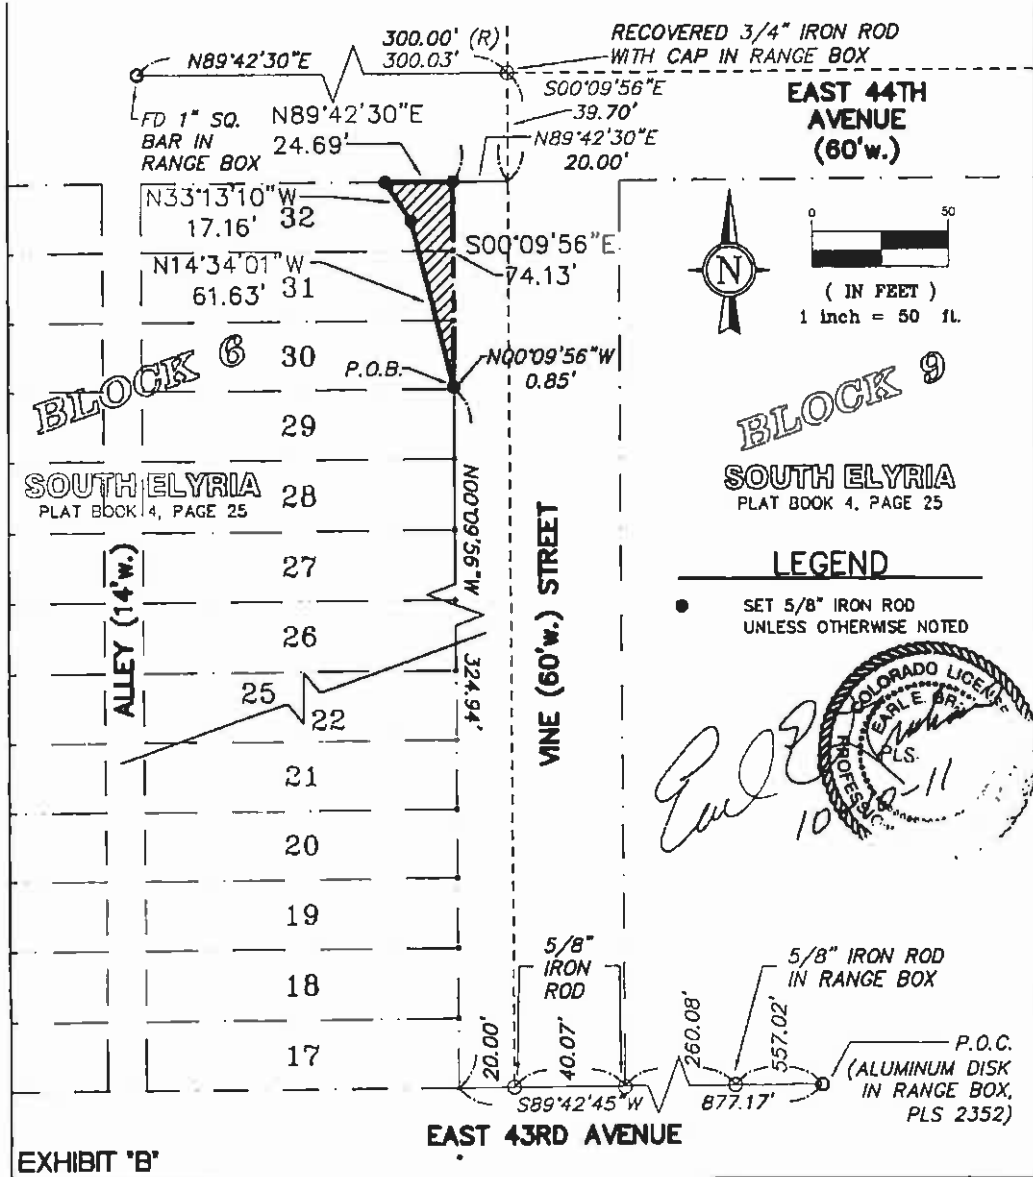 300.00' (R)
300.03'
N89°42'30"E
RECOVERED 3/4" IRON ROD
WITH CAP IN RANGE BOX
S00°09'56"E
39.70'
EAST 44TH
AVENUE
(60'w.)
FD 1" SQ.
BAR IN
RANGE BOX
N89°42'30"E
24.69'
N89°42'30"E
20.00'
N33°13'10"W
17.16'
32
S00°09'56"E
74.13'
N14°34'01"W
61.63'
31
N
0 50
( IN FEET )
1 inch = 50 ft.
BLOCK 6
30
P.O.B.
N00°09'56"W
0.85'
BLOCK 9
29
SOUTH ELYRIA
PLAT BOOK 4, PAGE 25
28
SOUTH ELYRIA
PLAT BOOK 4, PAGE 25
N00°09'56"W
324.94'
27
VINE (60'w.) STREET
ALLEY (14'w.)
LEGEND
SET 5/8" IRON ROD
UNLESS OTHERWISE NOTED
26
25
22
COLORADO LICENSE
EARL E.
PLS
PROFESSIO
Earl E
10
-11
21
20
19
18
17
5/8"
IRON
ROD
5/8" IRON ROD
IN RANGE BOX
20.00'
40.07'
260.08'
557.02'
P.O.C.
(ALUMINUM DISK
IN RANGE BOX,
PLS 2352)
S89°42'45"W
877.17'
EAST 43RD AVENUE
EXHIBIT "B"